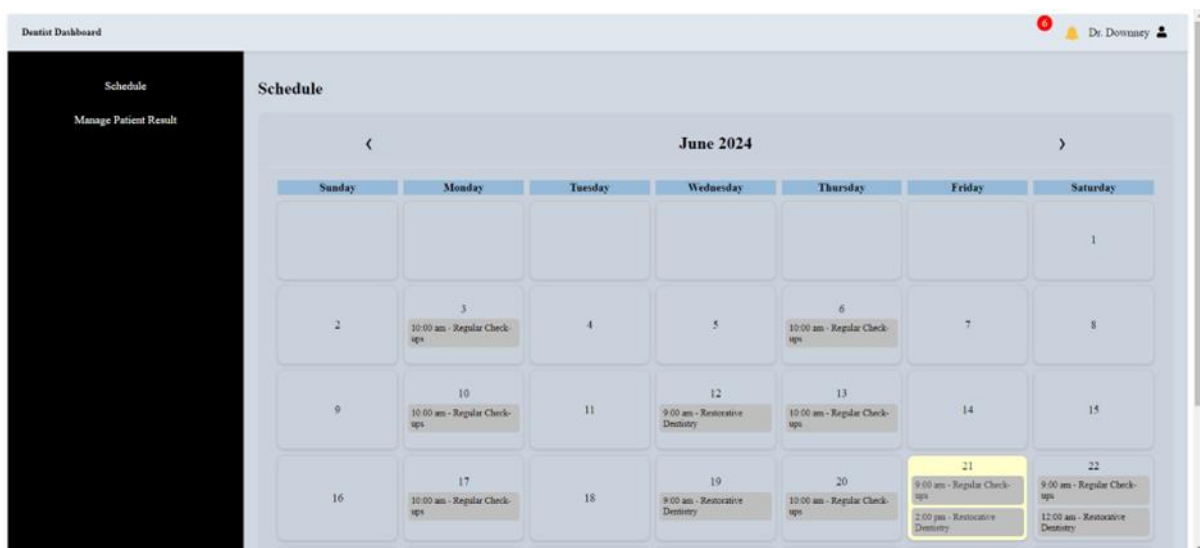 Dentist Dashboard
6
Dr. Downney
Schedule
Manage Patient Result
Schedule
❮ June 2024 ❯
Sunday Monday Tuesday Wednesday Thursday Friday Saturday
1
2
3
10:00 am - Regular Check-
ups
4
5
6
10:00 am - Regular Check-
ups
7
8
9
10
10:00 am - Regular Check-
ups
11
12
9:00 am - Restorative
Dentistry
13
10:00 am - Regular Check-
ups
14
15
16
17
10:00 am - Regular Check-
ups
18
19
9:00 am - Restorative
Dentistry
20
10:00 am - Regular Check-
ups
21
9:00 am - Regular Check-
ups
2:00 pm - Restorative
Dentistry
22
9:00 am - Regular Check-
ups
12:00 am - Restorative
Dentistry